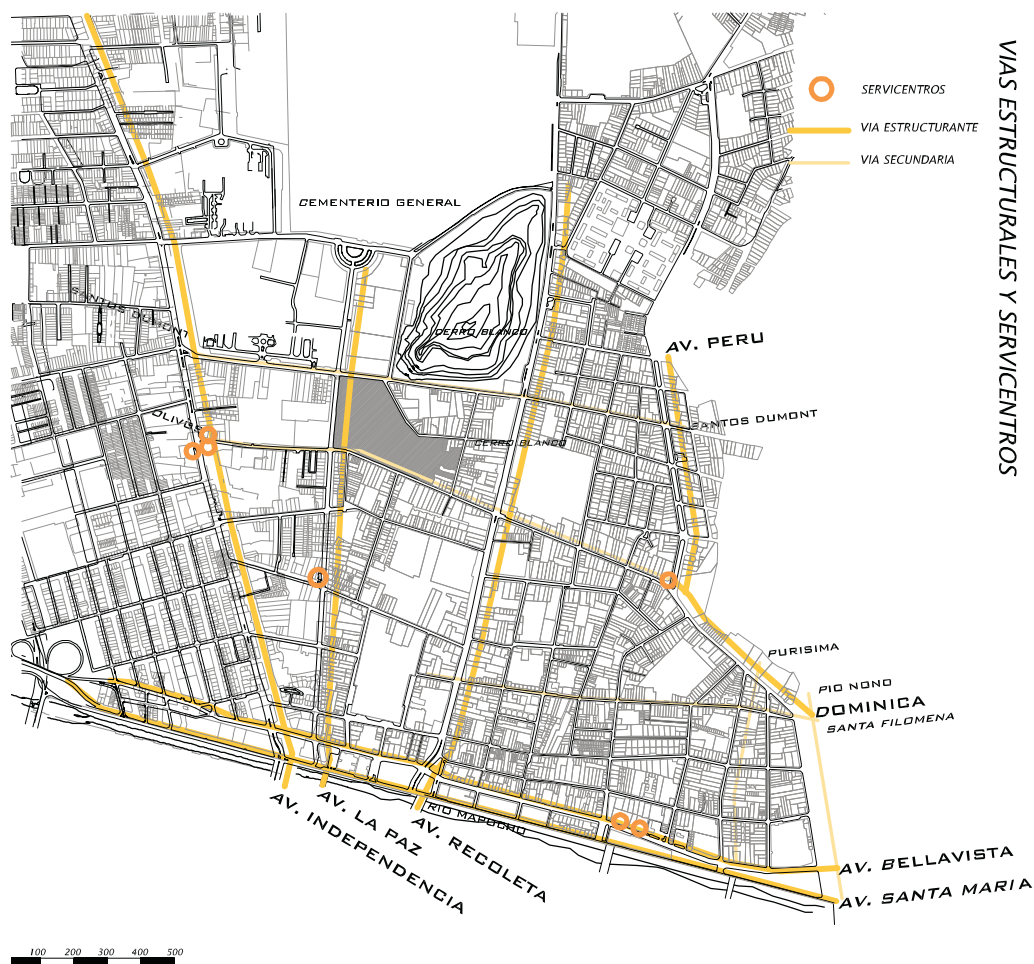 VIAS ESTRUCTURALES Y SERVICENTROS
SERVICENTROS
VIA ESTRUCTURANTE
VIA SECUNDARIA
CEMENTERIO GENERAL
SANTOS DUMONT
CERRO BLANCO
AV. PERU
OLIVOS
SANTOS DUMONT
CERRO BLANCO
PURISIMA
PIO NONO
DOMINICA
SANTA FILOMENA
RIO MAPOCHO
AV. INDEPENDENCIA
AV. LA PAZ
AV. RECOLETA
AV. BELLAVISTA
AV. SANTA MARIA
100 200 300 400 500